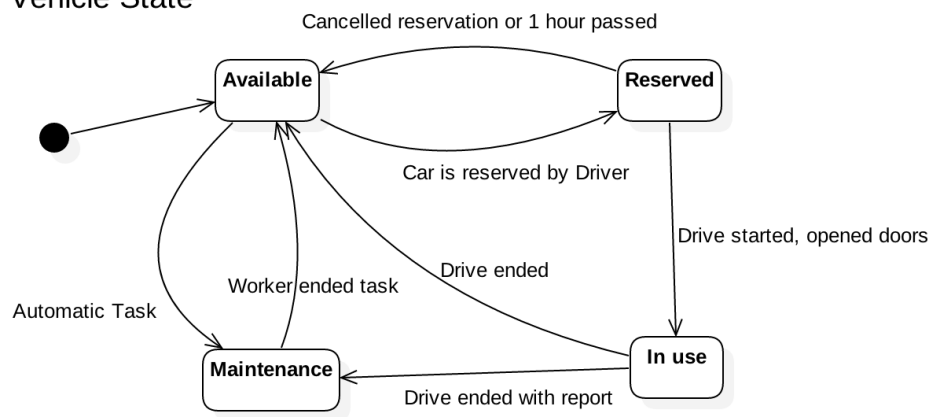 Vehicle State
Cancelled reservation or 1 hour passed
Available
Reserved
Car is reserved by Driver
Drive started, opened doors
Drive ended
Worker ended task
Automatic Task
In use
Maintenance
Drive ended with report